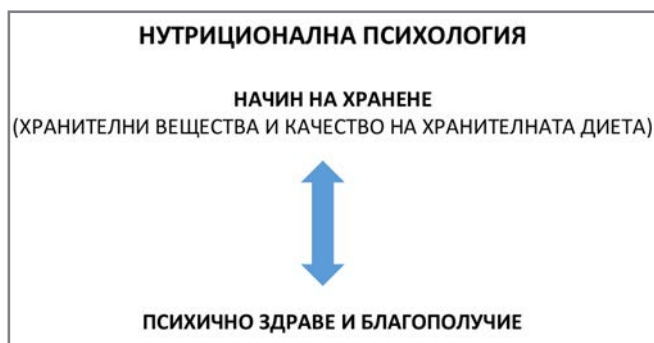 НУТРИЦИОНАЛНА ПСИХОЛОГИЯ
НАЧИН НА ХРАНЕНЕ
(ХРАНИТЕЛНИ ВЕЩЕСТВА И КАЧЕСТВО НА ХРАНИТЕЛНАТА ДИЕТА)
ПСИХИЧНО ЗДРАВЕ И БЛАГОПОЛУЧИЕ